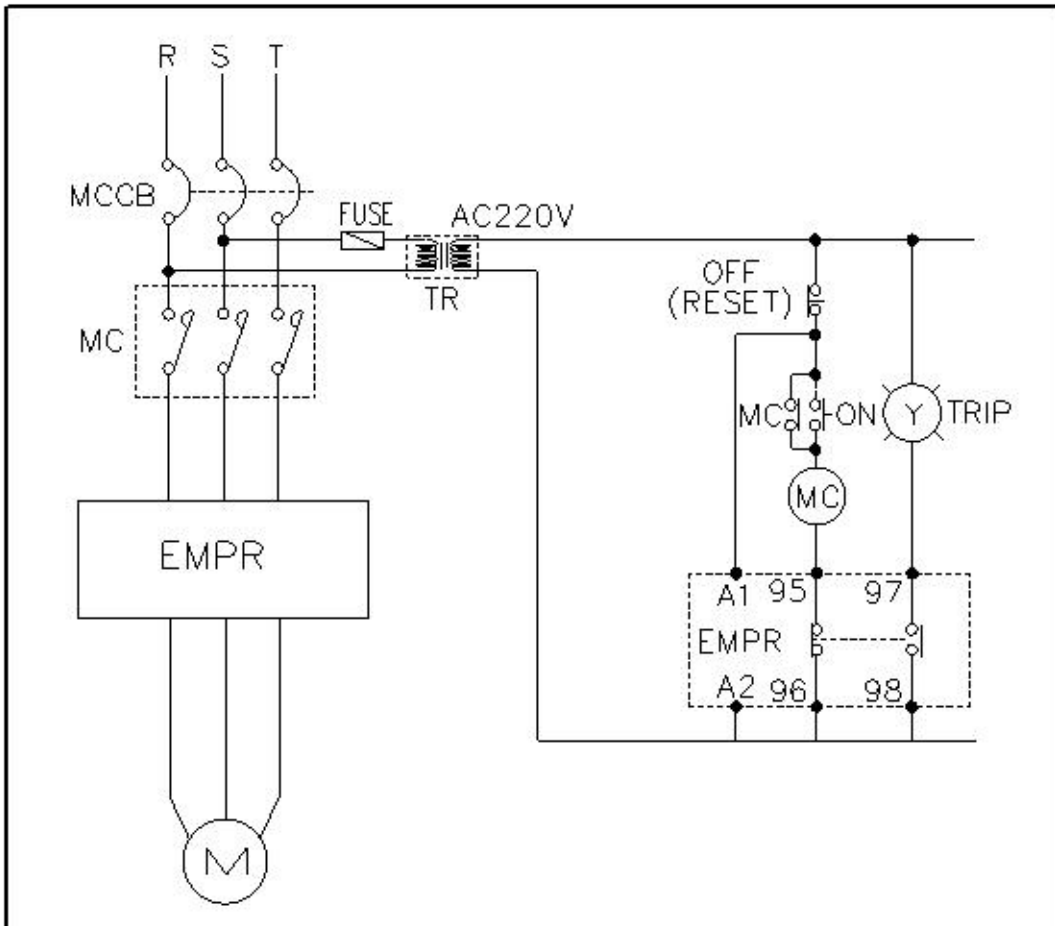 R S T
MCCB
FUSE AC220V
TR
MC
OFF
(RESET)
MC ON Y TRIP
MC
EMPR
A1 95 97
EMPR
A2 96 98
M